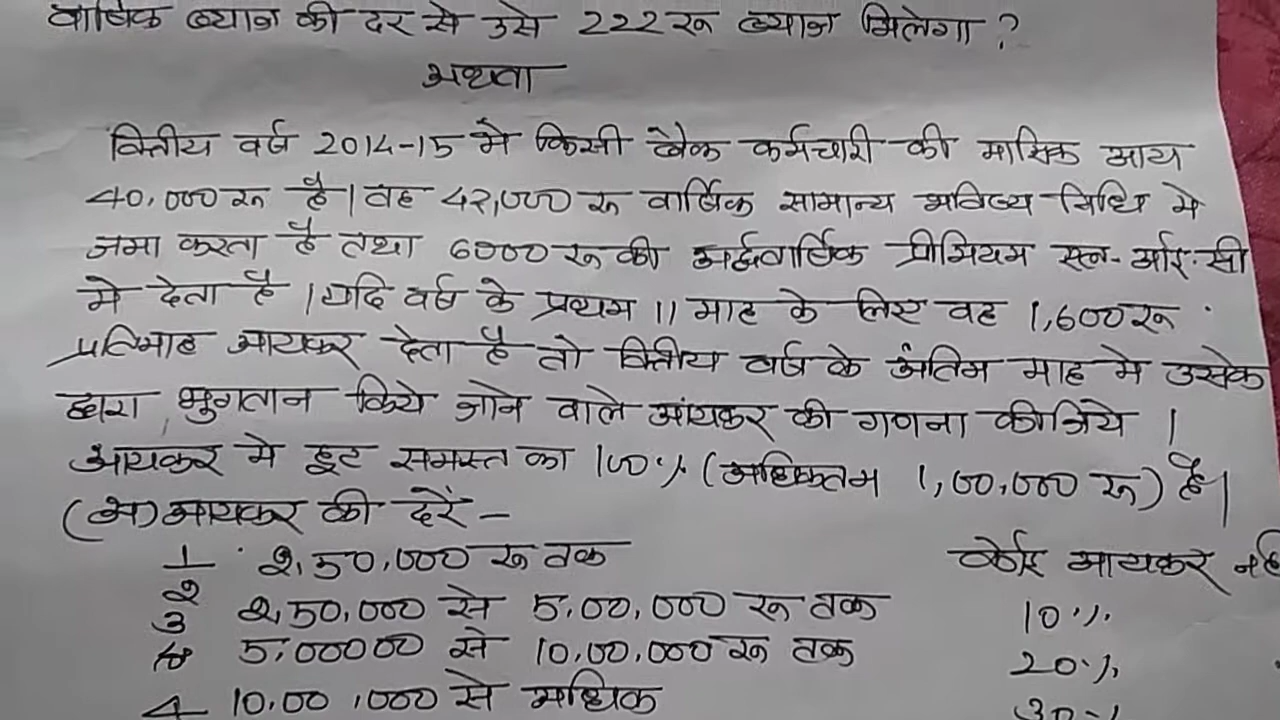 वार्षिक ब्याज की दर से उसे 222 रू ब्याज मिलेगा ?
अथवा
वित्तीय वर्ष 2014-15 मे किसी बैंक कर्मचारी की मासिक आय
40,000 रू है। वह 42,000 रू वार्षिक सामान्य भविष्य निधि मे
जमा करता है तथा 6000 रू की अर्द्धवार्षिक प्रीमियम एल॰ आई॰ सी
मे देता है । यदि वर्ष के प्रथम 11 माह के लिए वह 1,600 रू
प्रतिमाह आयकर देता है तो वित्तीय वर्ष के अंतिम माह मे उसके
द्वारा भुगतान किये जाने वाले आयकर की गणना कीजिये ।
आयकर मे छूट समस्त का 100% (अधिकतम 1,00,000 रू) है।
(अ) आयकर की दरें -
1 2,50,000 रू तक कोई आयकर
2
3 2,50,000 से 5,00,000 रू तक 10%
5,00000 से 10,00,000 रू तक 20%
4 10,00,000 से अधिक 30%